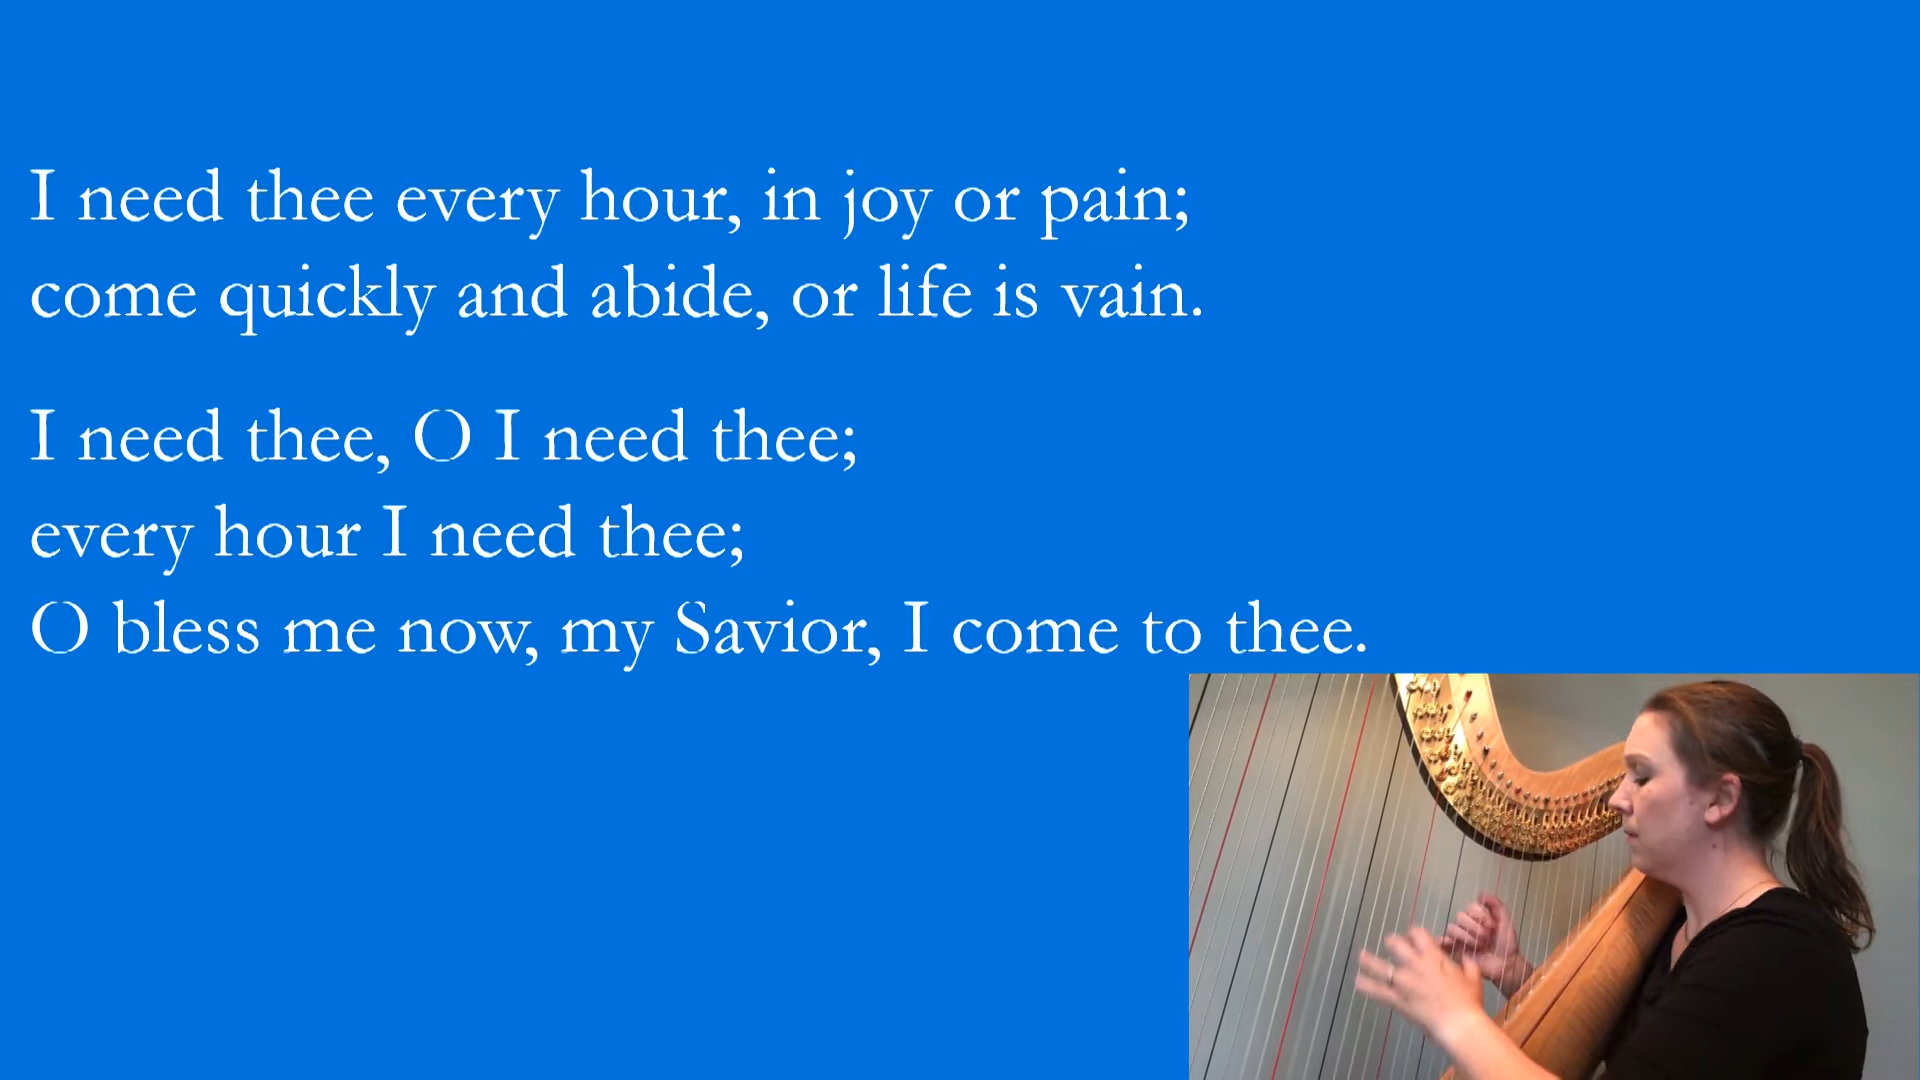 I need thee every hour, in joy or pain;
come quickly and abide, or life is vain.
I need thee, O I need thee;
every hour I need thee;
O bless me now, my Savior, I come to thee.